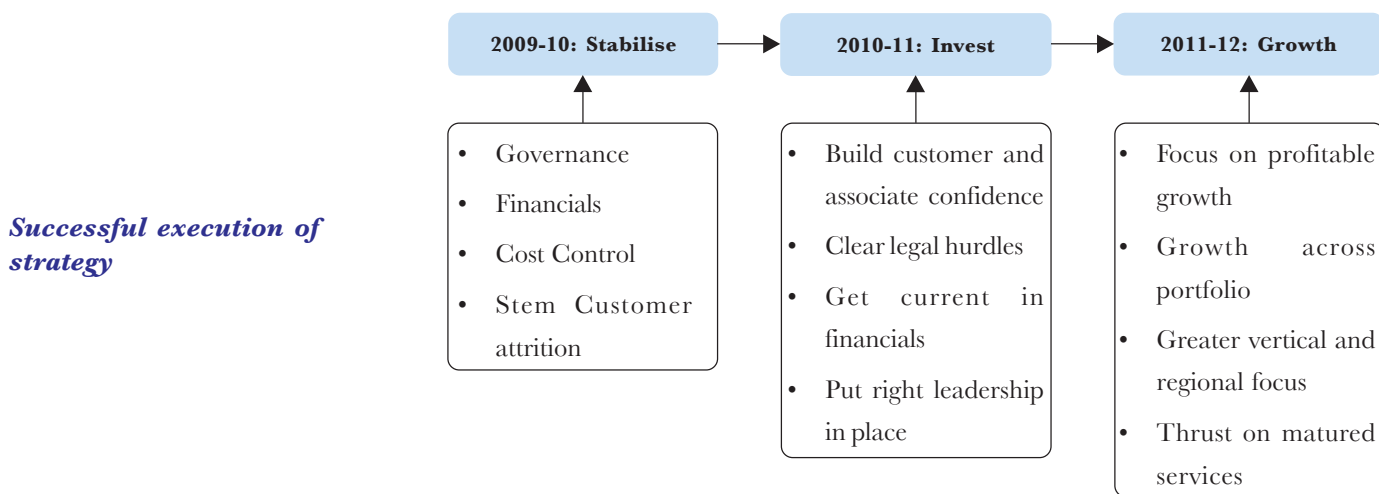 2009-10: Stabilise
2010-11: Invest
2011-12: Growth
Successful execution of
strategy
• Governance
• Financials
• Cost Control
• Stem Customer
attrition
• Build customer and
associate confidence
• Clear legal hurdles
• Get current in
financials
• Put right leadership
in place
• Focus on profitable
growth
• Growth across
portfolio
• Greater vertical and
regional focus
• Thrust on matured
services